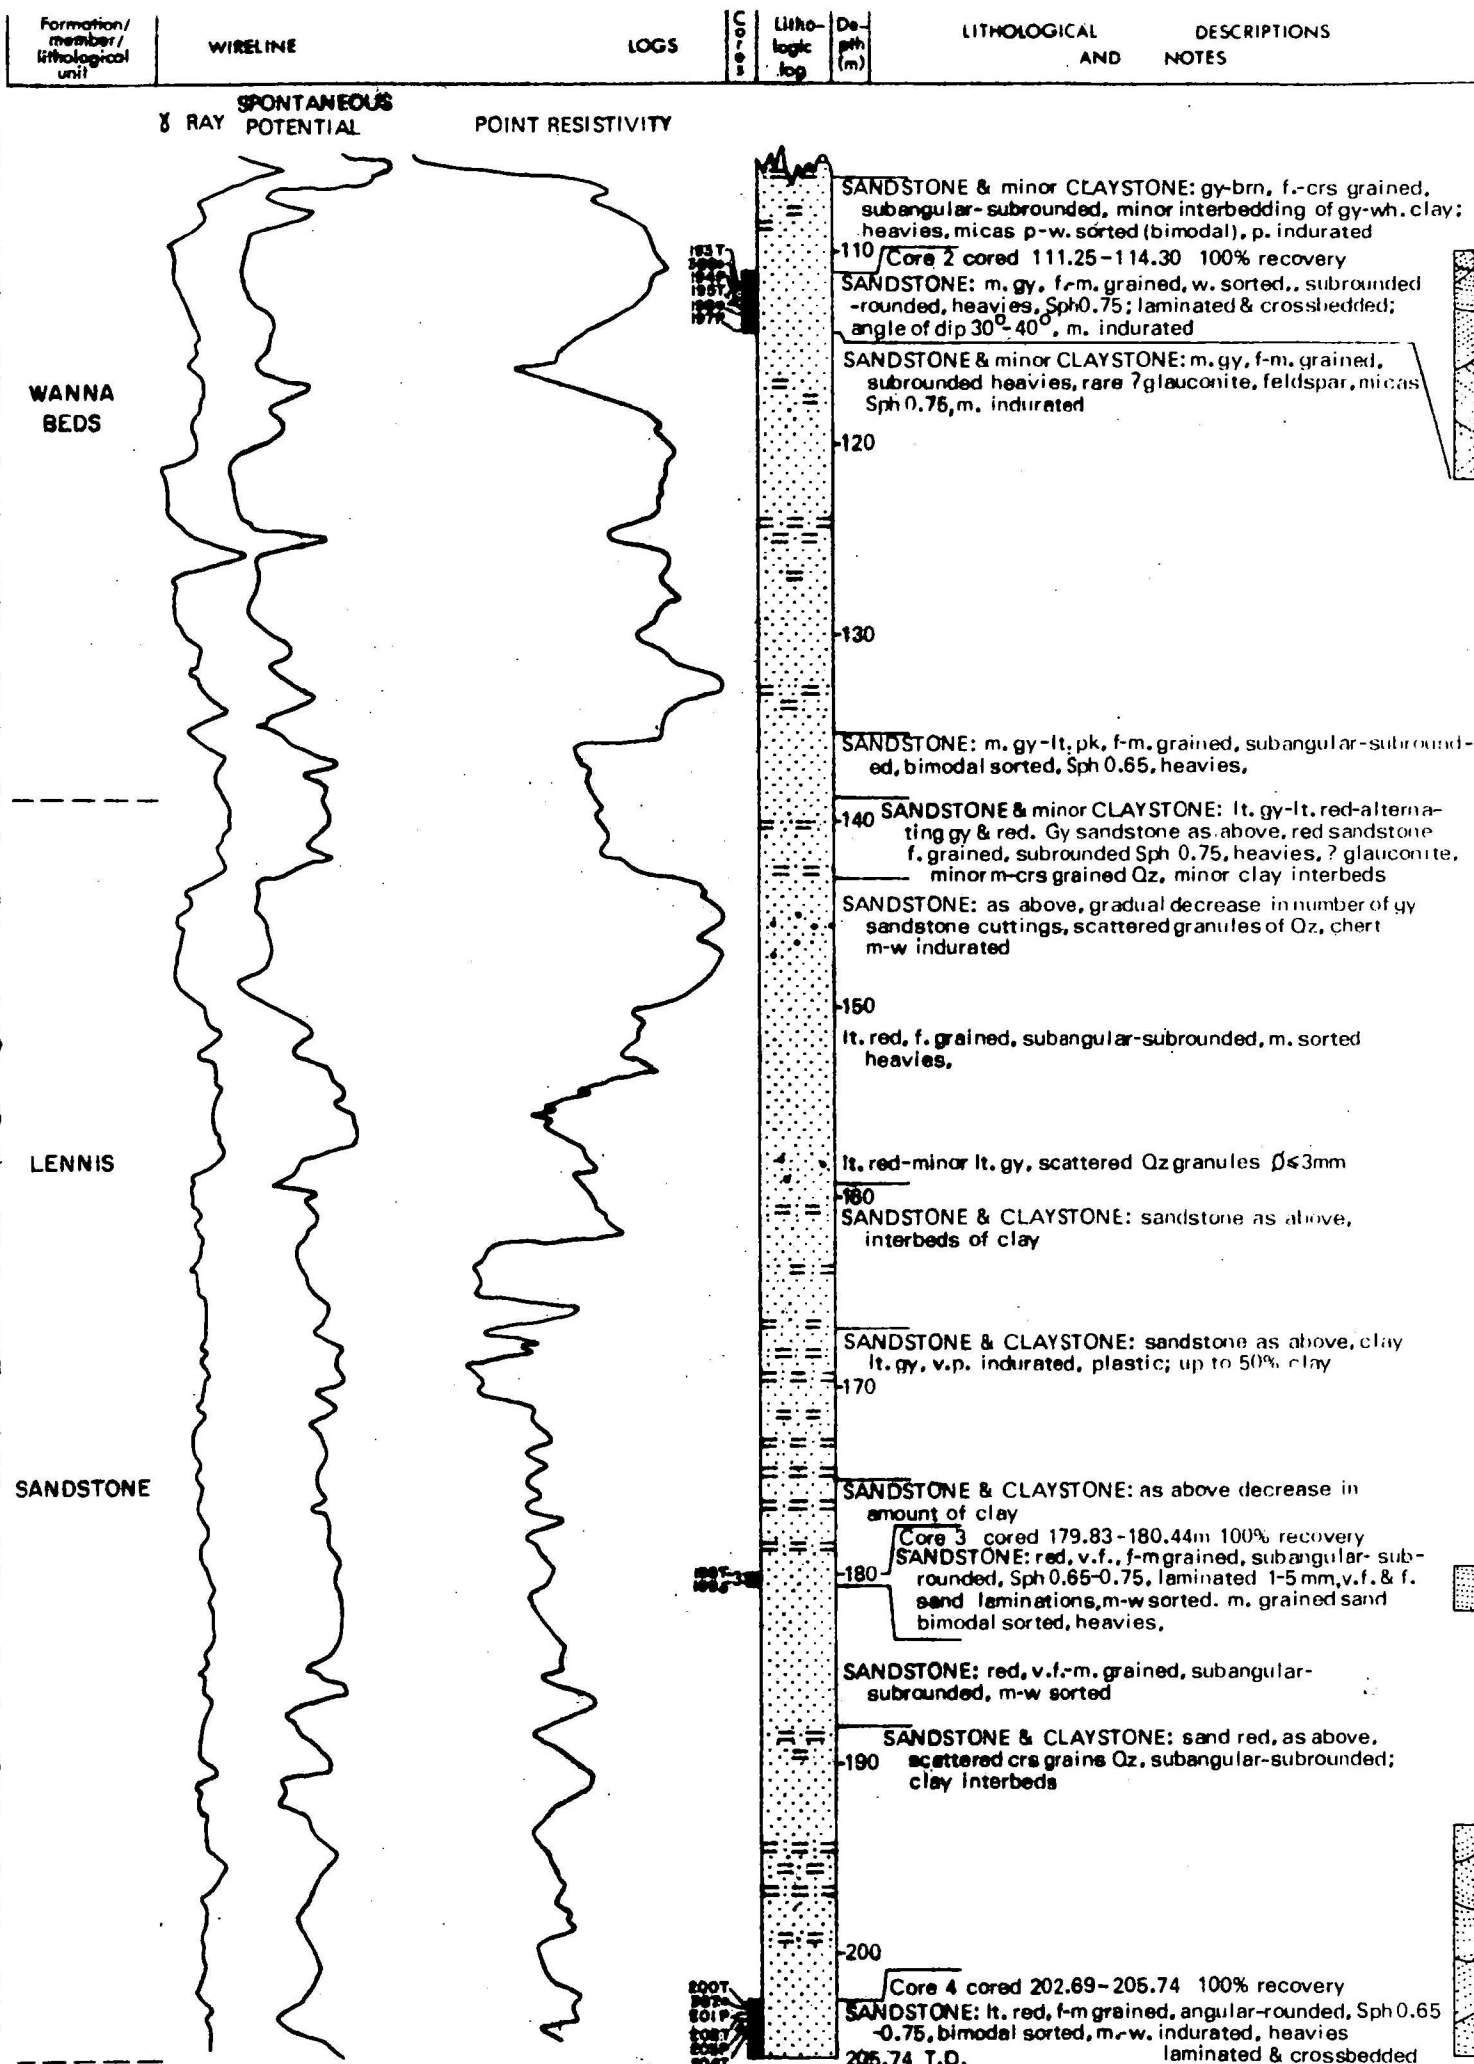 Formation/
member/
lithological
unit
WIRELINE LOGS
Cores
Litho-
logic
log
De-
pth
(m)
LITHOLOGICAL DESCRIPTIONS
AND NOTES
ɣ RAY
SPONTANEOUS
POTENTIAL
POINT RESISTIVITY
SANDSTONE & minor CLAYSTONE: gy-brn, f.-crs grained,
subangular-subrounded, minor interbedding of gy-wh. clay;
heavies, micas p-w. sorted (bimodal), p. indurated
110
Core 2 cored 111.25-114.30 100% recovery
SANDSTONE: m. gy, f-m. grained, w. sorted.. subrounded
-rounded, heavies, Sph0.75; laminated & crossbedded;
angle of dip 30°-40°, m. indurated
195T
197P
SANDSTONE & minor CLAYSTONE: m. gy, f-m. grained,
subrounded heavies, rare ?glauconite, feldspar, micas
Sph 0.75, m. indurated
WANNA
BEDS
120
130
SANDSTONE: m. gy-lt. pk, f-m. grained, subangular-subround-
ed, bimodal sorted, Sph 0.65, heavies,
140
SANDSTONE & minor CLAYSTONE: lt. gy-lt. red-alterna-
ting gy & red. Gy sandstone as above, red sandstone
f. grained, subrounded Sph 0.75, heavies, ? glauconite,
minor m-crs grained Qz, minor clay interbeds
SANDSTONE: as above, gradual decrease in number of gy
sandstone cuttings, scattered granules of Qz, chert
m-w indurated
150
lt. red, f. grained, subangular-subrounded, m. sorted
heavies,
LENNIS
lt. red-minor lt. gy, scattered Qz granules Ø≤3mm
160
SANDSTONE & CLAYSTONE: sandstone as above,
interbeds of clay
SANDSTONE & CLAYSTONE: sandstone as above, clay
lt. gy, v.p. indurated, plastic; up to 50% clay
170
SANDSTONE
SANDSTONE & CLAYSTONE: as above decrease in
amount of clay
Core 3 cored 179.83-180.44m 100% recovery
SANDSTONE: red, v.f., f-m grained, subangular- sub-
rounded, Sph 0.65-0.75, laminated 1-5 mm, v.f. & f.
sand laminations, m-w sorted. m. grained sand
bimodal sorted, heavies,
180
SANDSTONE: red, v.f.-m. grained, subangular-
subrounded, m-w sorted
SANDSTONE & CLAYSTONE: sand red, as above,
scattered crs grains Qz, subangular-subrounded;
clay interbeds
190
200
Core 4 cored 202.69-205.74 100% recovery
200T
201P
SANDSTONE: lt. red, f-m grained, angular-rounded, Sph 0.65
-0.75, bimodal sorted, m-w. indurated, heavies
laminated & crossbedded
205.74 T.D.